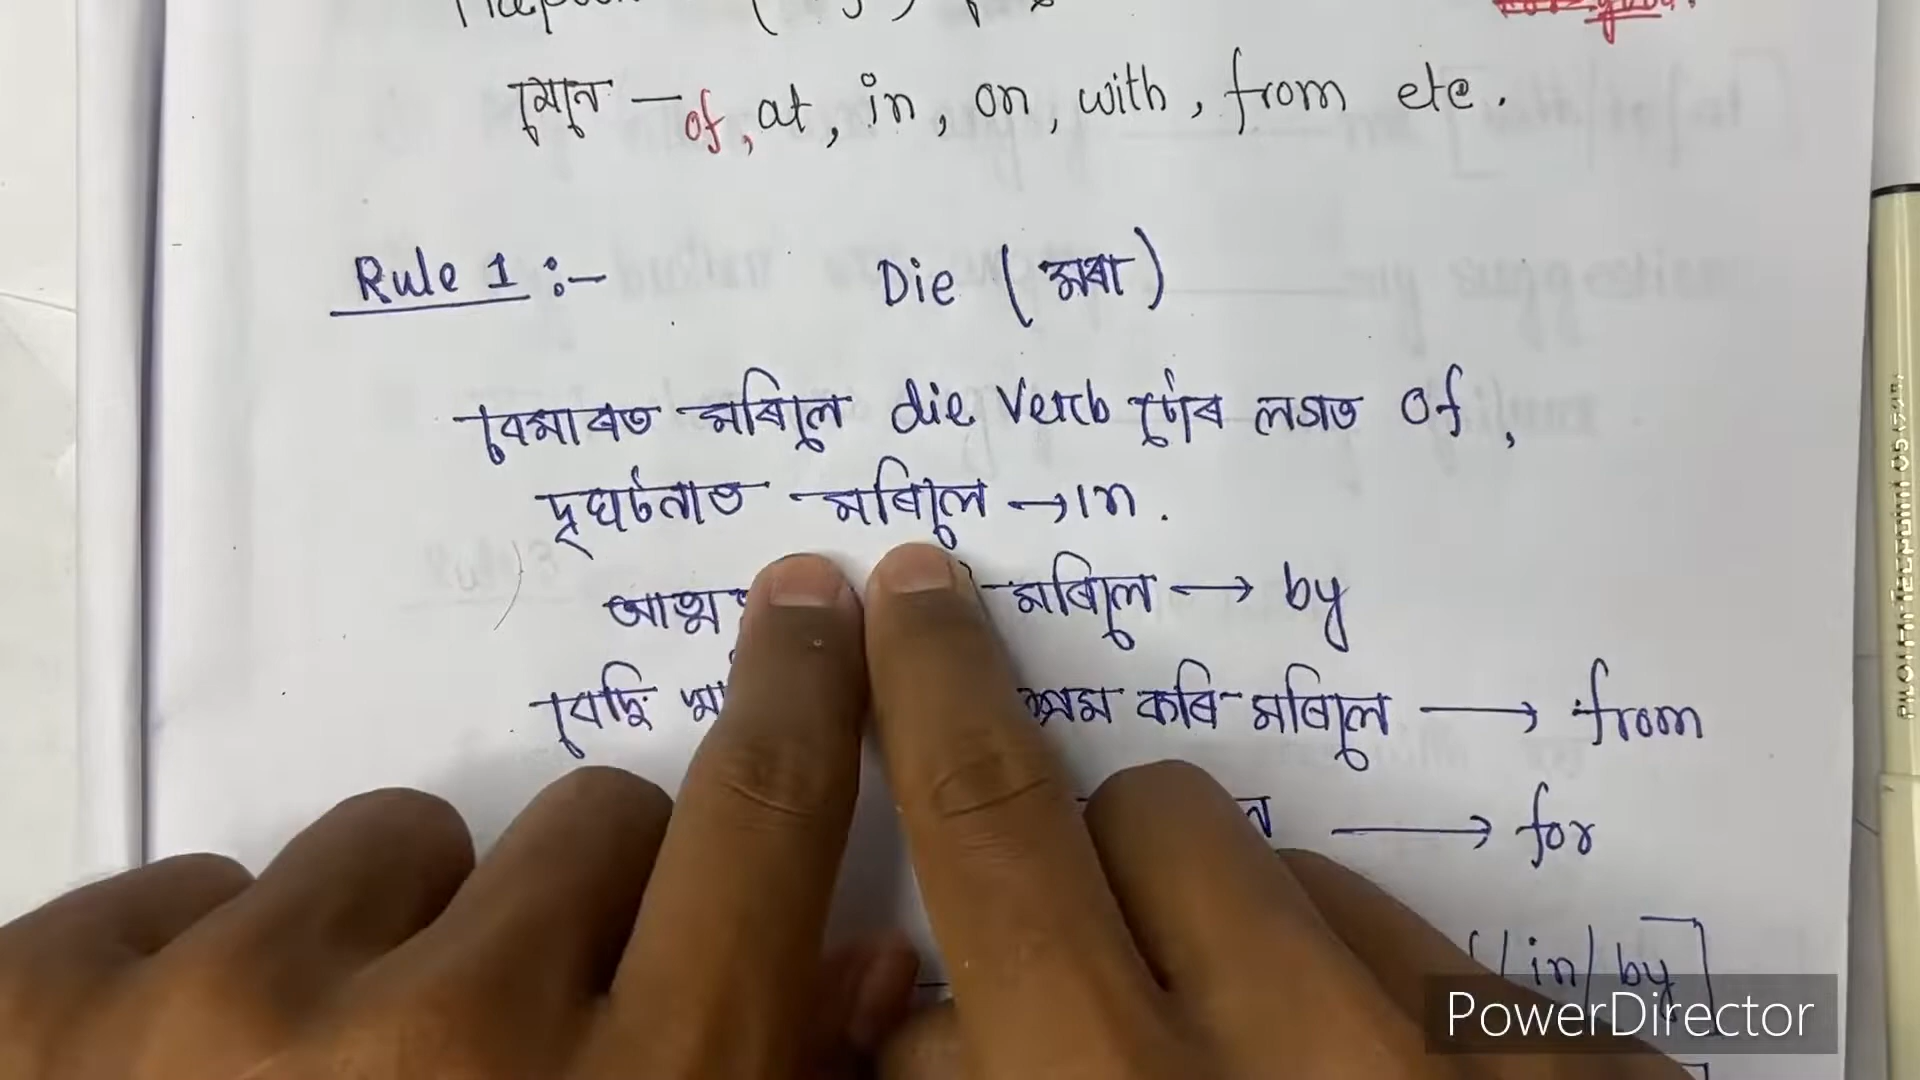 যেনে – of, at, in, on, with, from etc.
Rule 1 :- Die (মৰা)
বেমাৰত মৰিলে die verb টোৰ লগত of,
দূৰ্ঘটনাত মৰিলে → in.
মৰিলে → by
বেছি কৰি মৰিলে → from
→ for
/ in / by]
PowerDirector